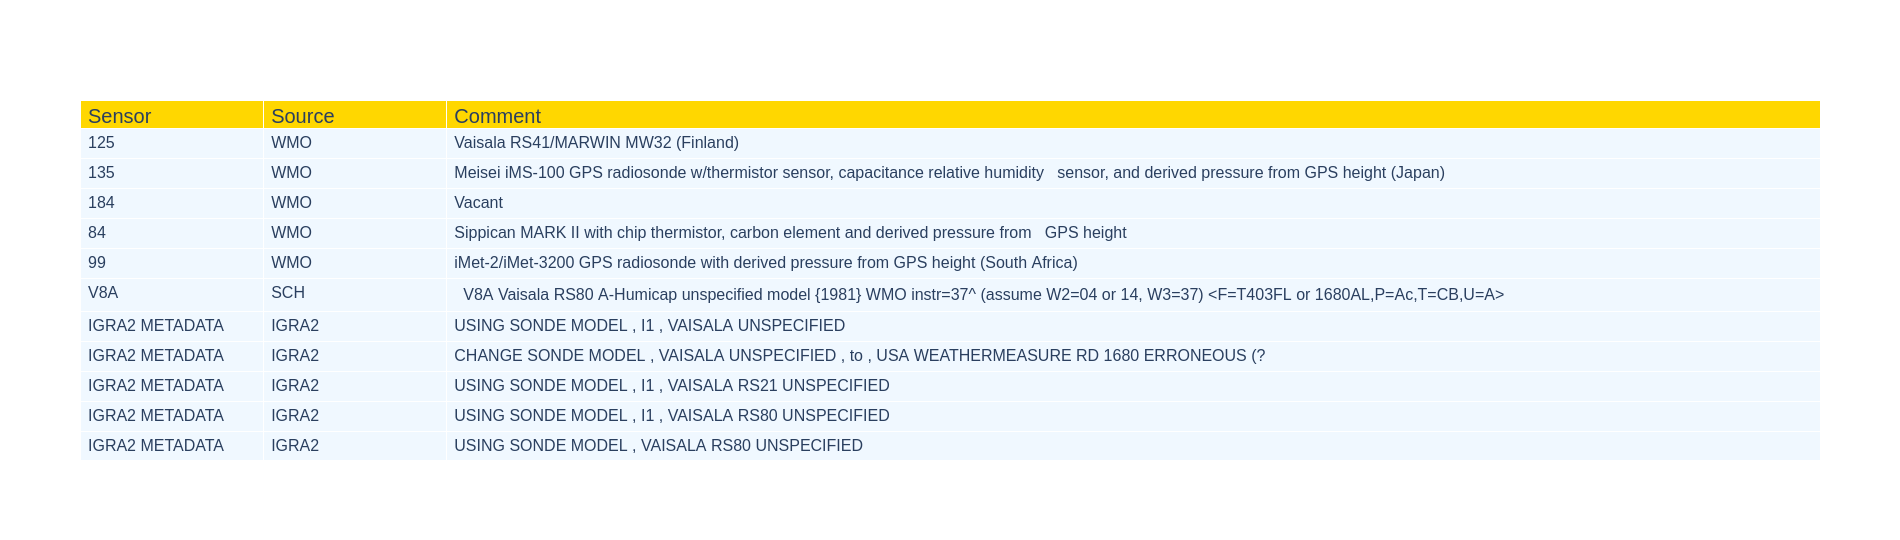 Sensor Source Comment
125 WMO Vaisala RS41/MARWIN MW32 (Finland)
135 WMO Meisei iMS-100 GPS radiosonde w/thermistor sensor, capacitance relative humidity   sensor, and derived pressure from GPS height (Japan)
184 WMO Vacant
84 WMO Sippican MARK II with chip thermistor, carbon element and derived pressure from   GPS height
99 WMO iMet-2/iMet-3200 GPS radiosonde with derived pressure from GPS height (South Africa)
V8A SCH V8A Vaisala RS80 A-Humicap unspecified model {1981} WMO instr=37^ (assume W2=04 or 14, W3=37) <F=T403FL or 1680AL,P=Ac,T=CB,U=A>
IGRA2 METADATA IGRA2 USING SONDE MODEL , I1 , VAISALA UNSPECIFIED
IGRA2 METADATA IGRA2 CHANGE SONDE MODEL , VAISALA UNSPECIFIED , to , USA WEATHERMEASURE RD 1680 ERRONEOUS (?
IGRA2 METADATA IGRA2 USING SONDE MODEL , I1 , VAISALA RS21 UNSPECIFIED
IGRA2 METADATA IGRA2 USING SONDE MODEL , I1 , VAISALA RS80 UNSPECIFIED
IGRA2 METADATA IGRA2 USING SONDE MODEL , VAISALA RS80 UNSPECIFIED